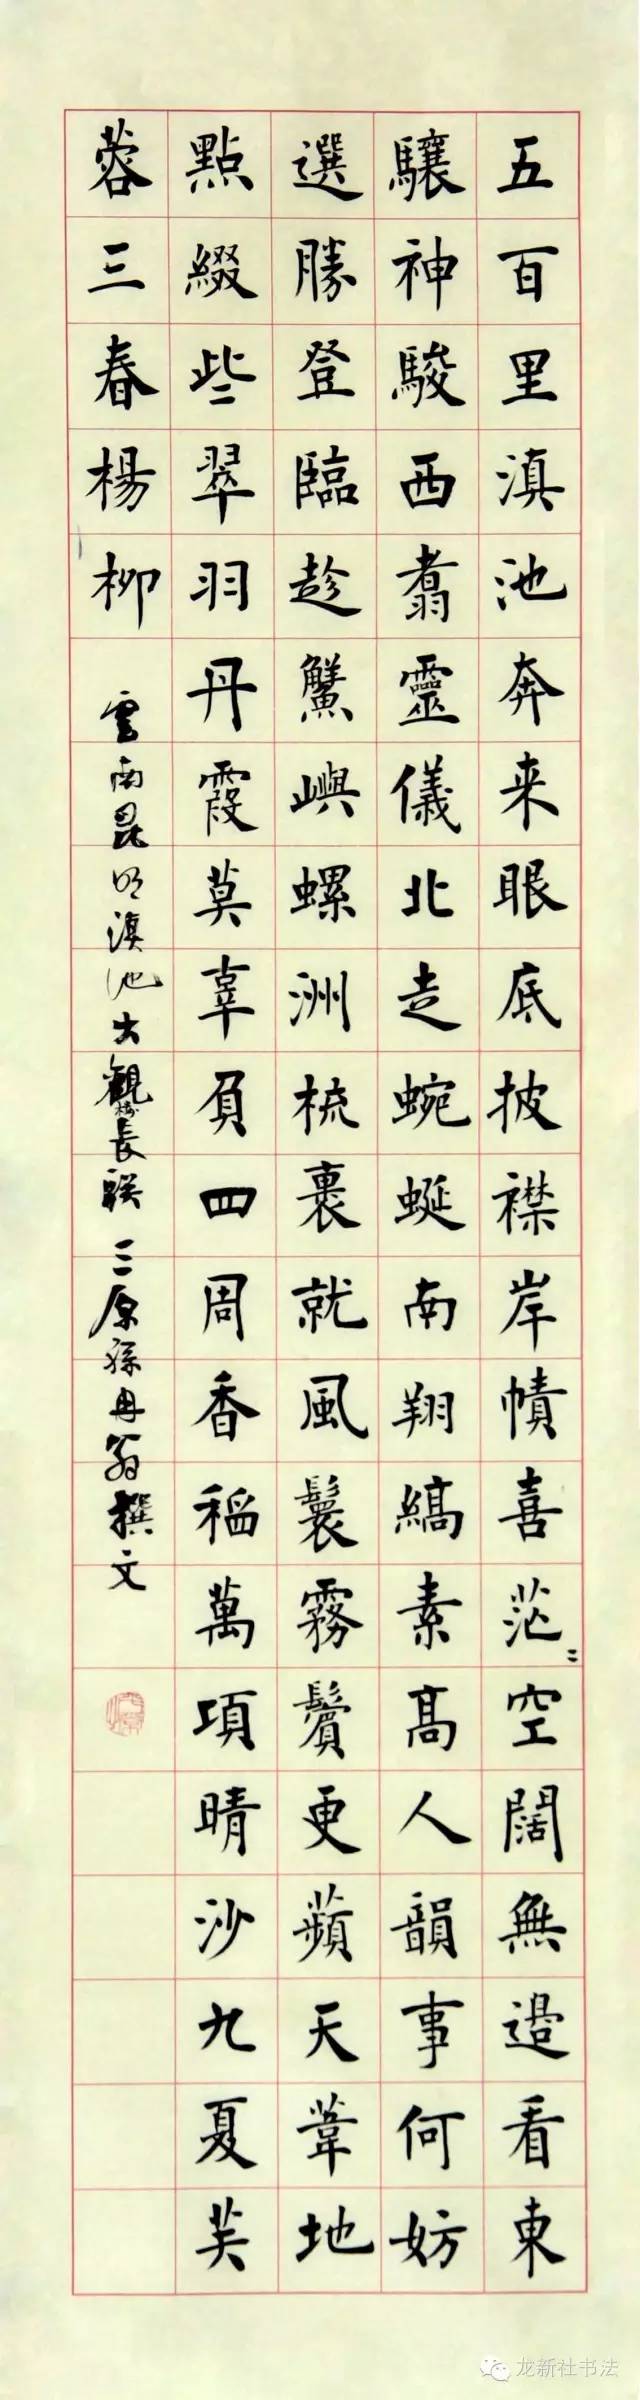 五百里滇池奔来眼底披襟岸幘喜茫〻空闊無邊看東
驤神駿西翥靈儀北走蜿蜒南翔縞素高人韻事何妨
選勝登臨趁蟹嶼螺洲梳裹就風鬟霧鬢更蘋天葦地
點綴些翠羽丹霞莫辜負四周香稻萬項晴沙九夏芙
蓉三春楊柳
雲南昆明滇池大觀樓長联 三原孫冉翁撰文
龙新社书法